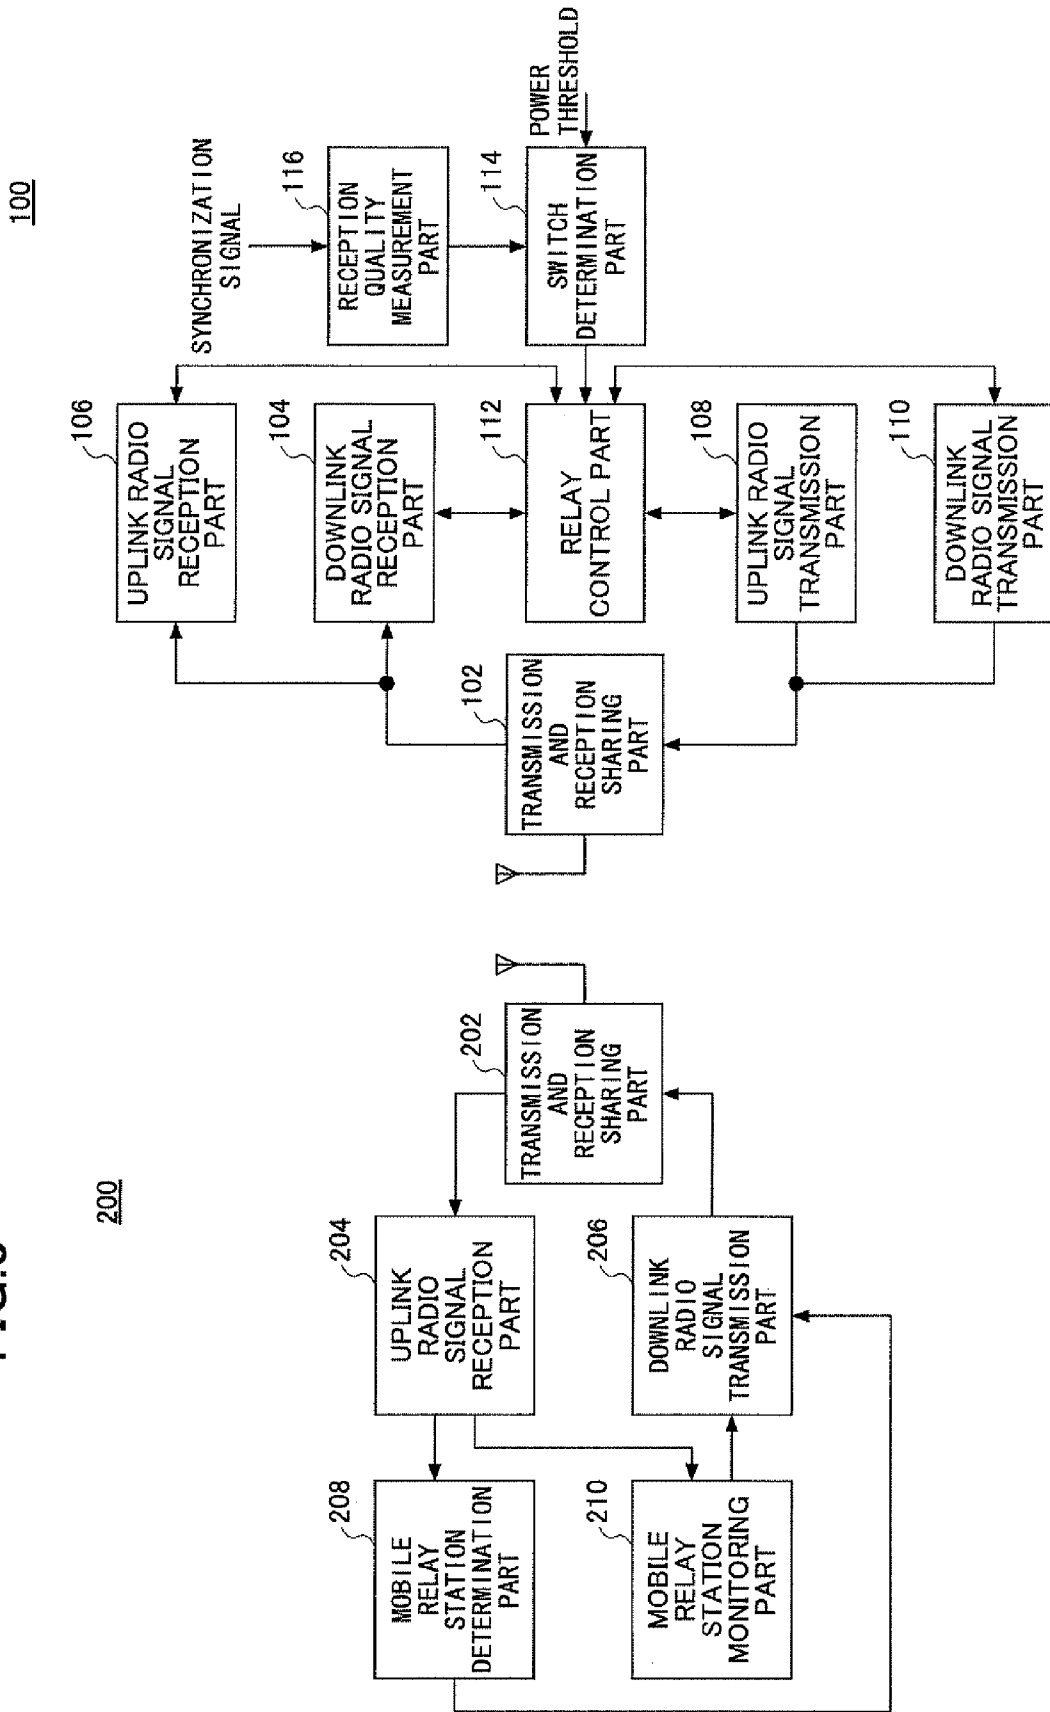 200
100
204
UPLINK
RADIO
SIGNAL
RECEPTION
PART
202
TRANSMISSION
AND
RECEPTION
SHARING
PART
206
DOWNLINK
RADIO
SIGNAL
TRANSMISSION
PART
208
MOBILE
RELAY
STATION
DETERMINATION
PART
210
MOBILE
RELAY
STATION
MONITORING
PART
102
TRANSMISSION
AND
RECEPTION
SHARING
PART
106
UPLINK RADIO
SIGNAL
RECEPTION
PART
104
DOWNLINK
RADIO SIGNAL
RECEPTION
PART
112
RELAY
CONTROL PART
108
UPLINK RADIO
SIGNAL
TRANSMISSION
PART
110
DOWNLINK
RADIO SIGNAL
TRANSMISSION
PART
SYNCHRONIZATION
SIGNAL
116
RECEPTION
QUALITY
MEASUREMENT
PART
114
SWITCH
DETERMINATION
PART
POWER
THRESHOLD